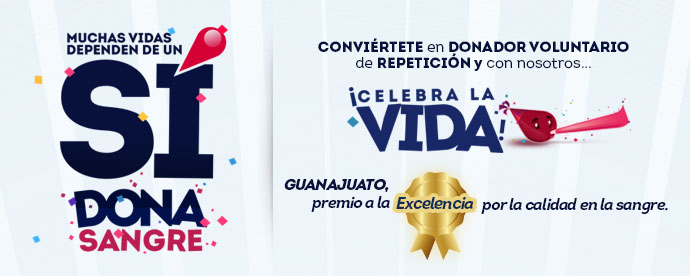 MUCHAS VIDAS
DEPENDEN DE UN
SÍ
DONA
SANGRE
CONVIÉRTETE en DONADOR VOLUNTARIO
de REPETICIÓN y con nosotros...
¡CELEBRA LA
VIDA!
GUANAJUATO,
premio a la Excelencia por la calidad en la sangre.